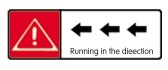 Running in the dieection